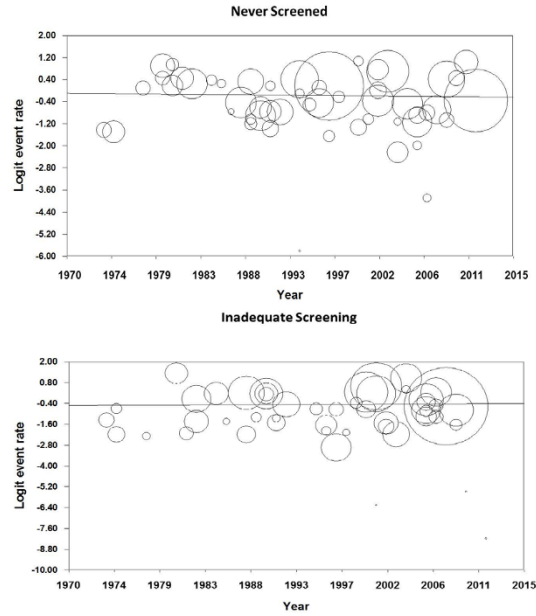 Never Screened
Logit event rate
2.00
1.20
0.40
-0.40
-1.20
-2.00
-2.80
-3.60
-4.40
-5.20
-6.00
1970 1974 1979 1983 1988 1993 1997 2002 2006 2011 2015
Year
Inadequate Screening
Logit event rate
2.00
0.80
-0.40
-1.60
-2.80
-4.00
-5.20
-6.40
-7.60
-8.80
-10.00
1970 1974 1979 1983 1988 1993 1997 2002 2006 2011 2015
Year